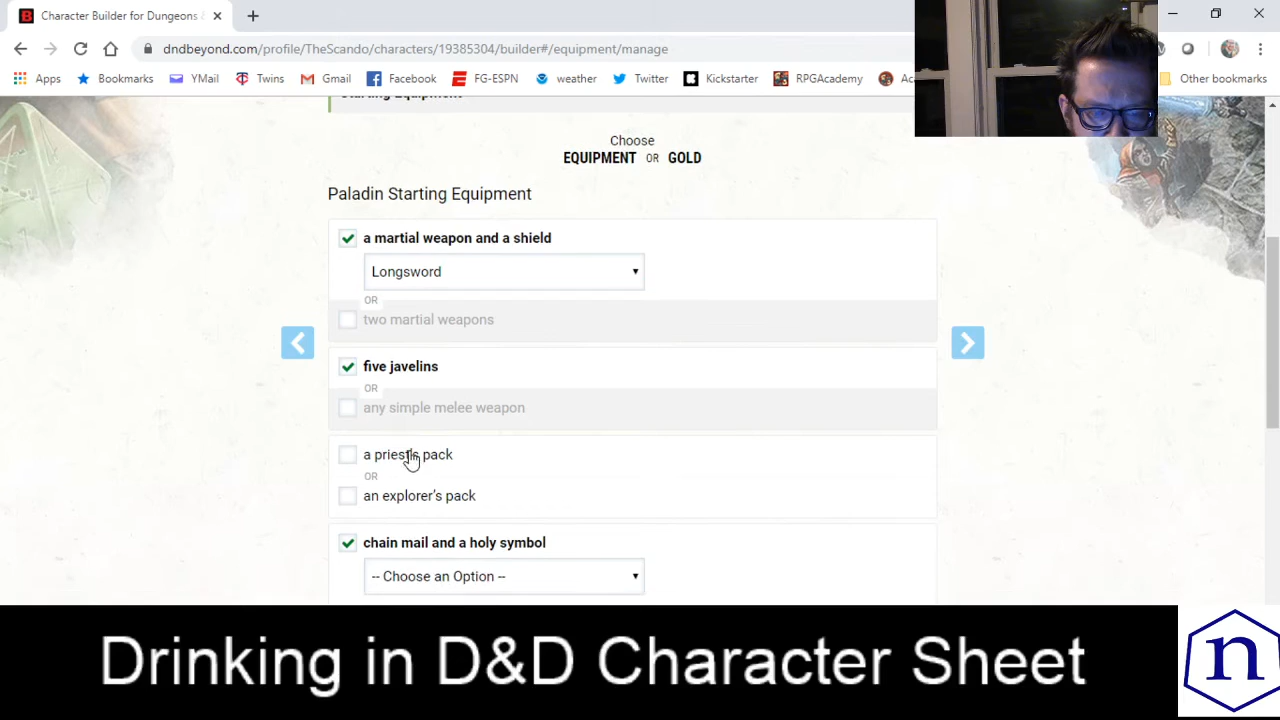 Character Builder for Dungeons
dndbeyond.com/profile/TheScando/characters/19385304/builder#/equipment/manage
Apps Bookmarks YMail Twins Gmail Facebook FG-ESPN weather Twitter Kickstarter RPGAcademy Other bookmarks
Starting Equipment
Choose
EQUIPMENT OR GOLD
Paladin Starting Equipment
a martial weapon and a shield
Longsword
OR
two martial weapons
five javelins
OR
any simple melee weapon
a priest's pack
OR
an explorer’s pack
chain mail and a holy symbol
-- Choose an Option --
Drinking in D&D Character Sheet
n